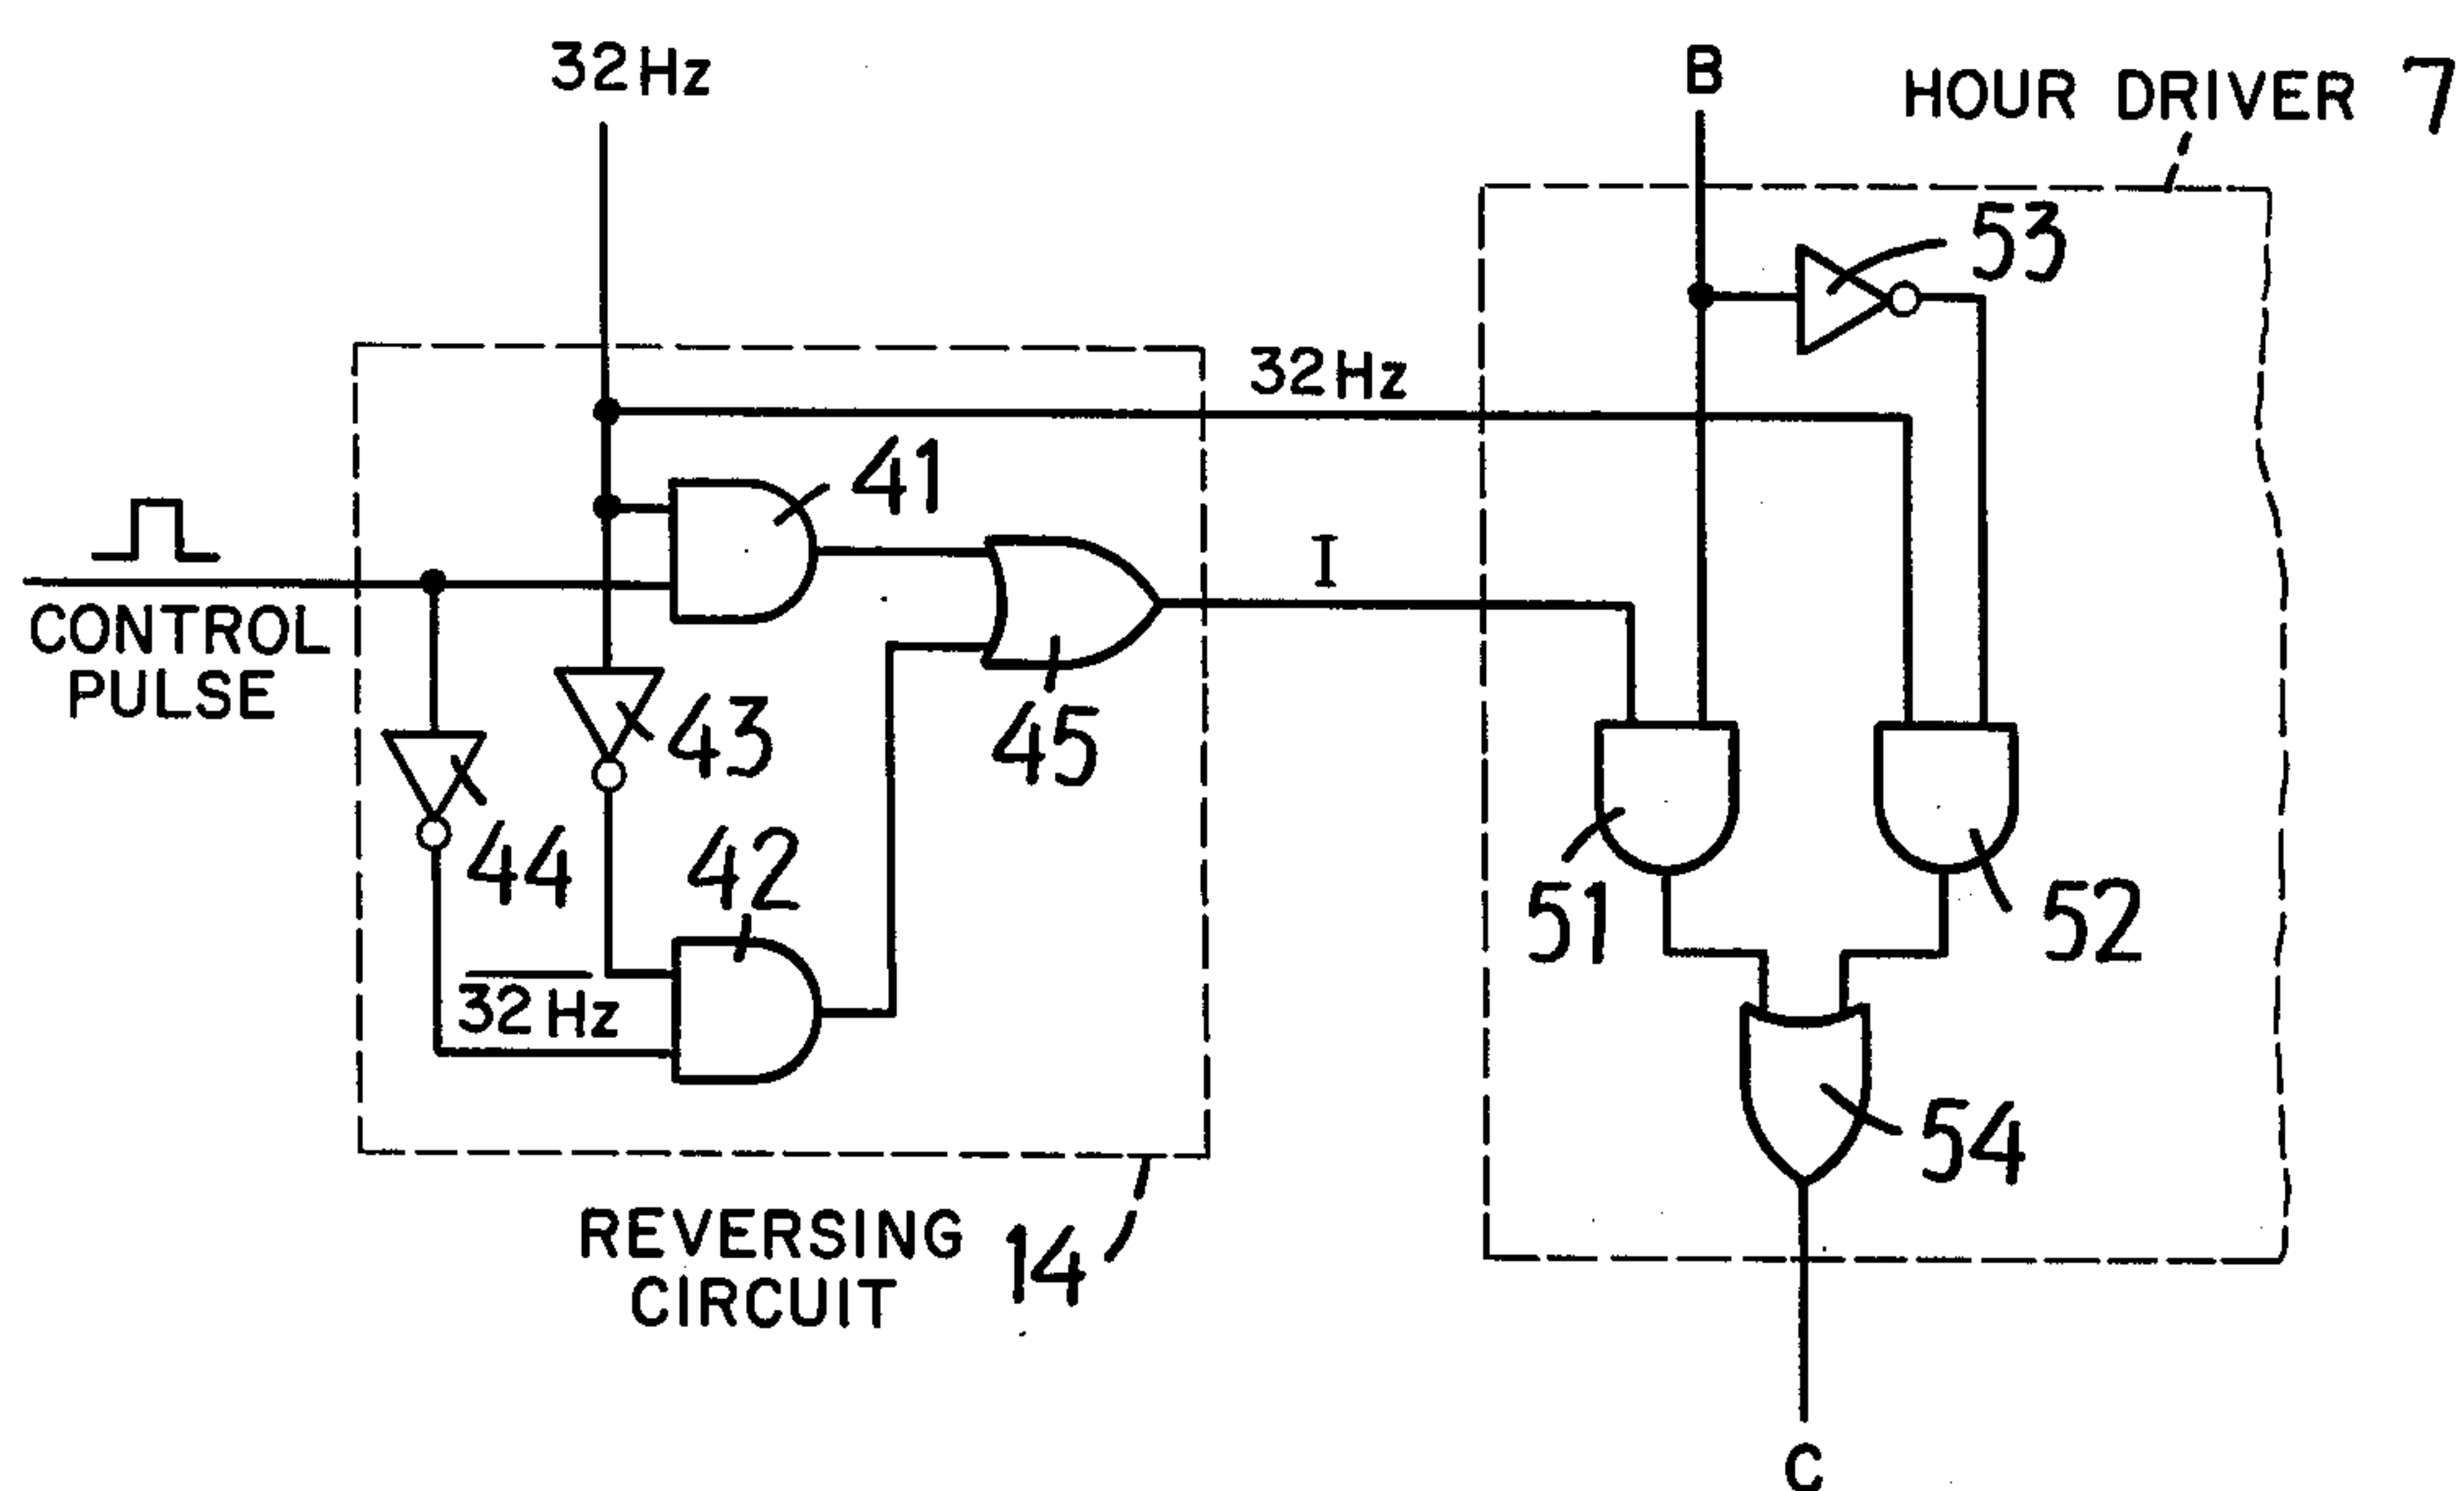 32Hz
B
HOUR DRIVER 7
53
32Hz
41
I
CONTROL
PULSE
43
45
44
42
51
52
32Hz
54
REVERSING
CIRCUIT
14
C